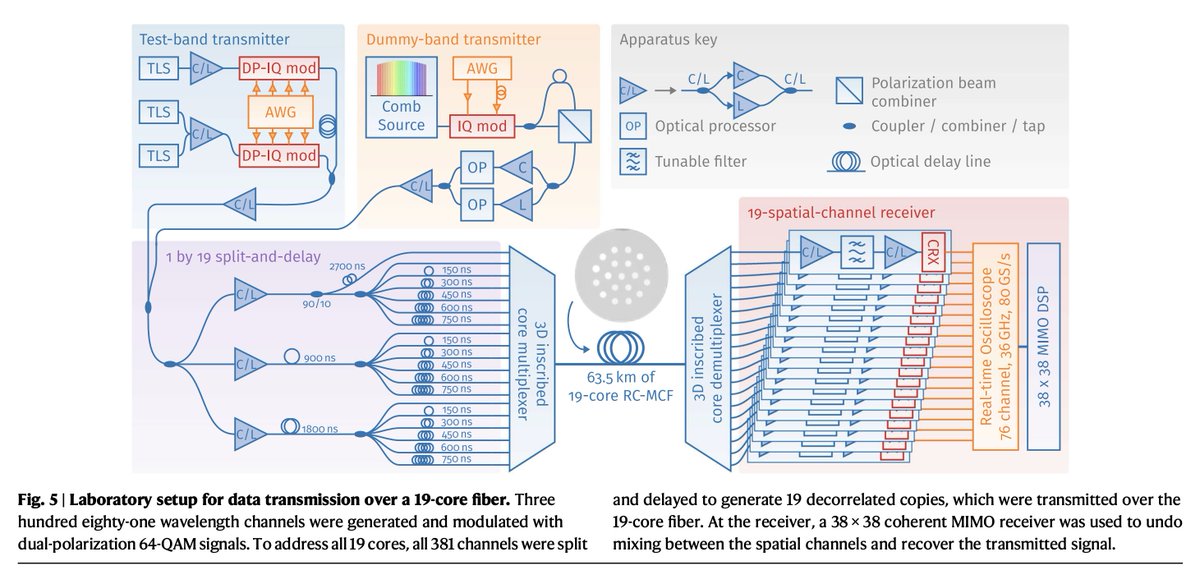 Test-band transmitter
TLS
C/L
DP-IQ mod
TLS
AWG
C/L
TLS
DP-IQ mod
C/L
Dummy-band transmitter
AWG
Comb
Source
IQ mod
OP
C
C/L
OP
L
Apparatus key
C/L
C/L
C
L
C/L
Polarization beam
combiner
OP
Optical processor
Coupler / combiner / tap
Tunable filter
Optical delay line
1 by 19 split-and-delay
2700 ns
C/L
90/10
150 ns
300 ns
450 ns
600 ns
750 ns
C/L
900 ns
150 ns
300 ns
450 ns
600 ns
750 ns
C/L
1800 ns
150 ns
300 ns
450 ns
600 ns
750 ns
3D inscribed
core multiplexer
63.5 km of
19-core RC-MCF
3D inscribed
core demultiplexer
19-spatial-channel receiver
C/L
C/L
CRX
Real-time Oscilloscope
76 channel, 36 GHz, 80 GS/s
38 x 38 MIMO DSP
Fig. 5 | Laboratory setup for data transmission over a 19-core fiber. Three
hundred eighty-one wavelength channels were generated and modulated with
dual-polarization 64-QAM signals. To address all 19 cores, all 381 channels were split
and delayed to generate 19 decorrelated copies, which were transmitted over the
19-core fiber. At the receiver, a 38 × 38 coherent MIMO receiver was used to undo
mixing between the spatial channels and recover the transmitted signal.